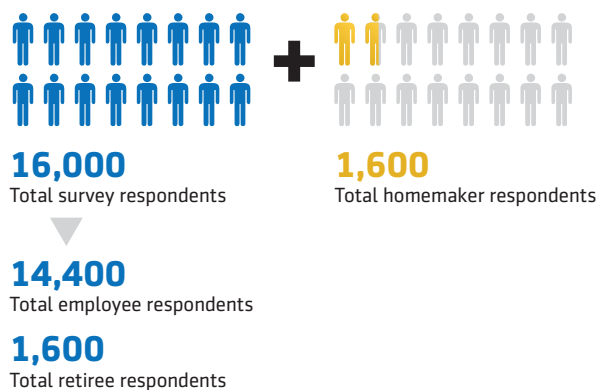 16,000
Total survey respondents
14,400
Total employee respondents
1,600
Total retiree respondents
+
1,600
Total homemaker respondents